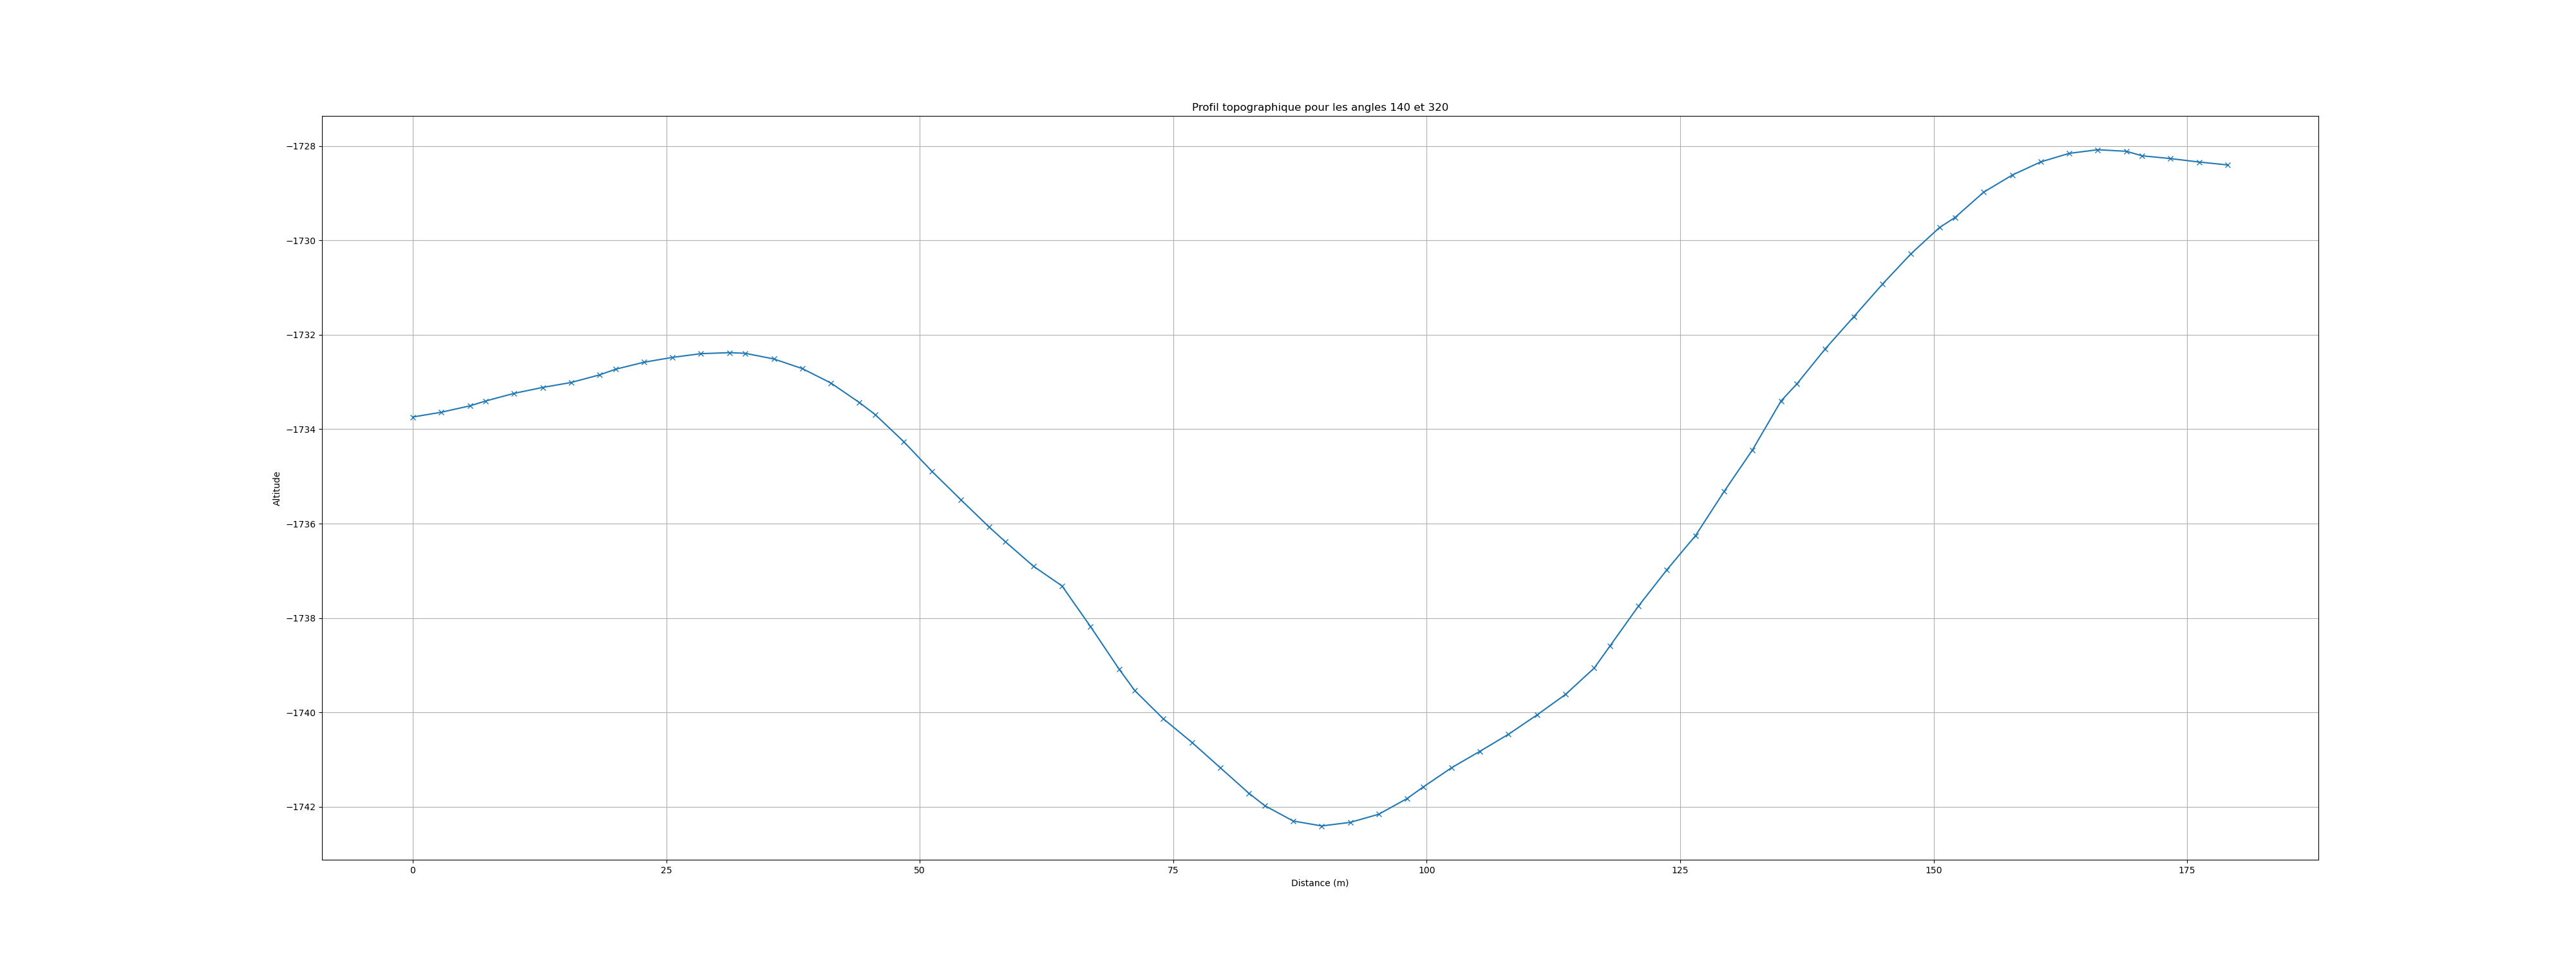 Profil topographique pour les angles 140 et 320
−1728
−1730
−1732
−1734
−1736
−1738
−1740
−1742
Altitude
0 25 50 75 100 125 150 175
Distance (m)